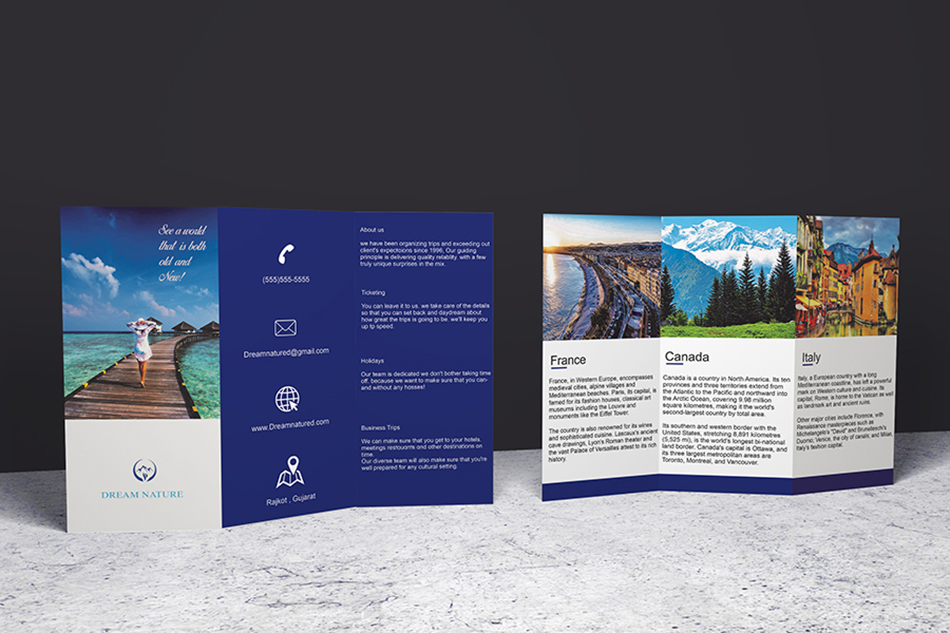 See a world
that is both
old and
New!
DREAM NATURE
(555)555-5555
Dreamnatured@gmail.com
www.Dreamnatured.com
Rajkot , Gujarat
About us
we have been organizing trips and exceeding out
client's expectoions since 1996, Our guiding
principle is delivering quality reliablity. with a few
truly unique surprises in the mix.
Ticketing
You can leave it to us. we take care of the details
so that you can set back and daydream about
how great the trips is going to be. we'll keep you
up tp speed.
Holidays
Our team is dedicated we don't bother taking time
off, because we want to make sure that you can-
and without any hosses!
Business Trips
We can make sure that you get to your hotels,
meetings restouornts and other destinations on
time.
Our diverse team will also make sure that you're
well prepared for any cultural setting.
France
France, in Western Europe, encompasses
medieval cities, alpine villages and
Mediterranean beaches. Paris, its capital, is
famed for its fashion houses, classical art
museums including the Louvre and
monuments like the Eiffel Tower.
The country is also renowned for its wines
and sophisticated cuisine. Lascaux's ancient
cave drawings, Lyon's Roman theater and
the vast Palace of Versailles attest to its rich
history.
Canada
Canada is a country in North America. Its ten
provinces and three territories extend from
the Atlantic to the Pacific and northward into
the Arctic Ocean, covering 9.98 million
square kilometres, making it the world's
second-largest country by total area.
Its southern and western border with the
United States, stretching 8,891 kilometres
(5,525 mi), is the world's longest bi-national
land border. Canada's capital is Ottawa, and
its three largest metropolitan areas are
Toronto, Montreal, and Vancouver.
Italy
Italy, a European country with a long
Mediterranean coastline, has left a powerful
mark on Western culture and cuisine. Its
capital, Rome, is home to the Vatican as well
as landmark art and ancient ruins.
Other major cities include Florence, with
Renaissance masterpieces such as
Michelangelo's "David" and Brunelleschi's
Duomo; Venice, the city of canals; and Milan,
Italy's fashion capital.